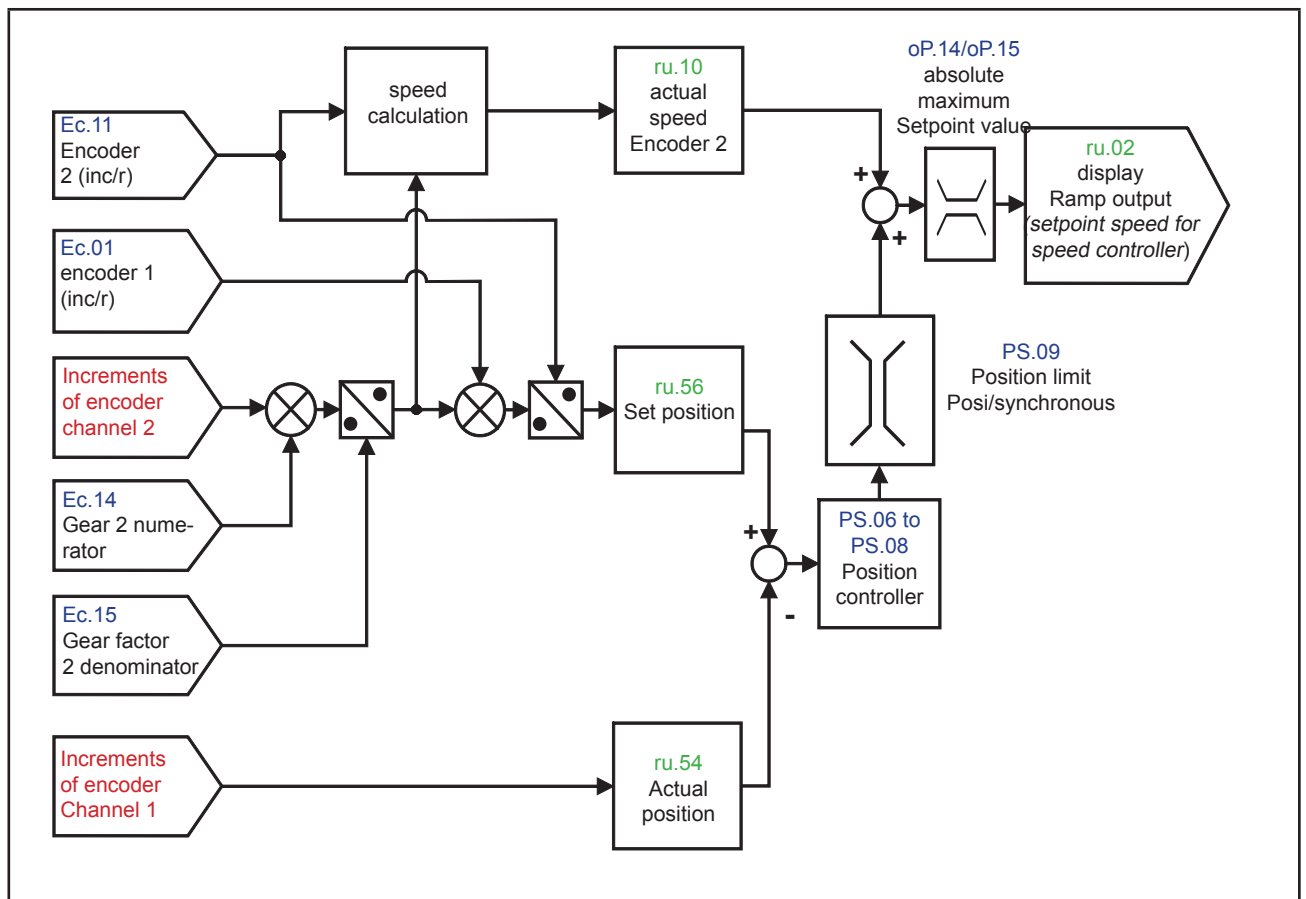 oP.14/oP.15
absolute
maximum
Setpoint value
speed
calculation
ru.10
actual
speed
Encoder 2
Ec.11
Encoder
2 (inc/r)
+
+
ru.02
display
Ramp output
(setpoint speed for
speed controller)
Ec.01
encoder 1
(inc/r)
Increments
of encoder
channel 2
ru.56
Set position
PS.09
Position limit
Posi/synchronous
Ec.14
Gear 2 nume-
rator
+
-
PS.06 to
PS.08
Position
controller
Ec.15
Gear factor
2 denominator
Increments
of encoder
Channel 1
ru.54
Actual
position